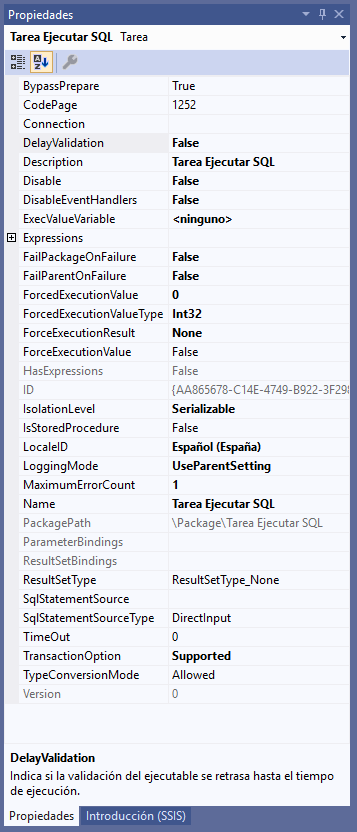 Propiedades
Tarea Ejecutar SQL Tarea
BypassPrepare True
CodePage 1252
Connection
DelayValidation False
Description Tarea Ejecutar SQL
Disable False
DisableEventHandlers False
ExecValueVariable <ninguno>
Expressions
FailPackageOnFailure False
FailParentOnFailure False
ForcedExecutionValue 0
ForcedExecutionValueType Int32
ForceExecutionResult None
ForceExecutionValue False
HasExpressions False
ID {AA865678-C14E-4749-B922-3F298
IsolationLevel Serializable
IsStoredProcedure False
LocaleID Español (España)
LoggingMode UseParentSetting
MaximumErrorCount 1
Name Tarea Ejecutar SQL
PackagePath \Package\Tarea Ejecutar SQL
ParameterBindings
ResultSetBindings
ResultSetType ResultSetType_None
SqlStatementSource
SqlStatementSourceType DirectInput
TimeOut 0
TransactionOption Supported
TypeConversionMode Allowed
Version 0
DelayValidation
Indica si la validación del ejecutable se retrasa hasta el tiempo
de ejecución.
Propiedades Introducción (SSIS)